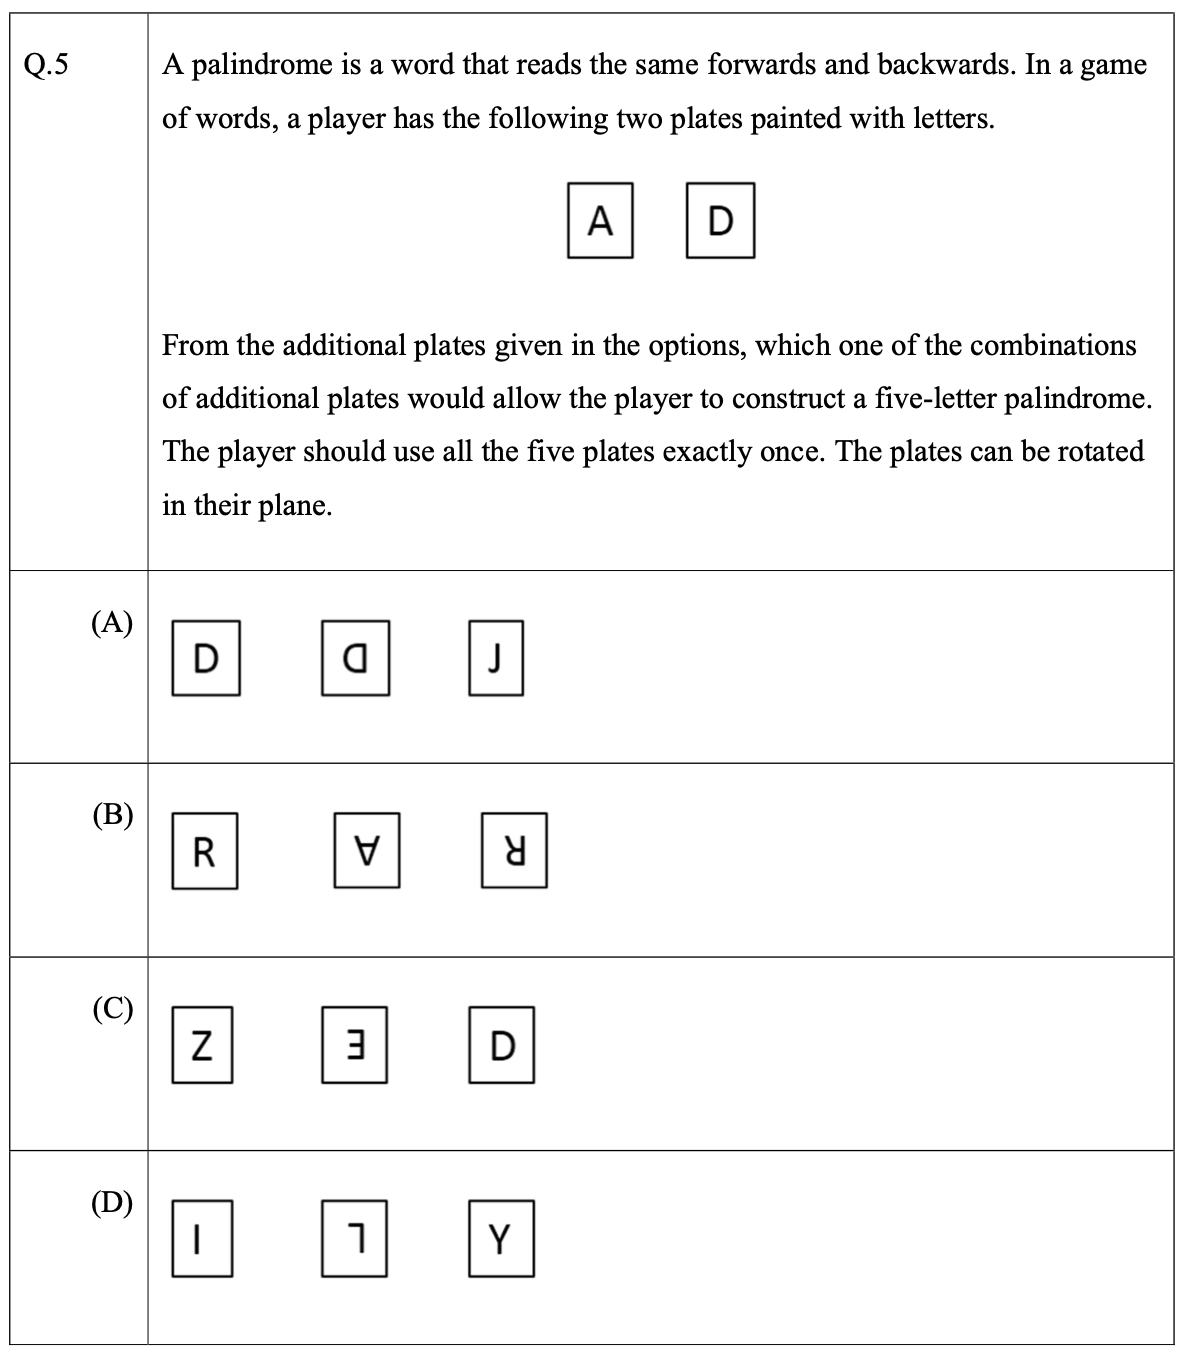 Q.5
A palindrome is a word that reads the same forwards and backwards. In a game
of words, a player has the following two plates painted with letters.
A D
From the additional plates given in the options, which one of the combinations
of additional plates would allow the player to construct a five-letter palindrome.
The player should use all the five plates exactly once. The plates can be rotated
in their plane.
(A)
D D J
(B)
R A R
(C)
Z E D
(D)
I L Y